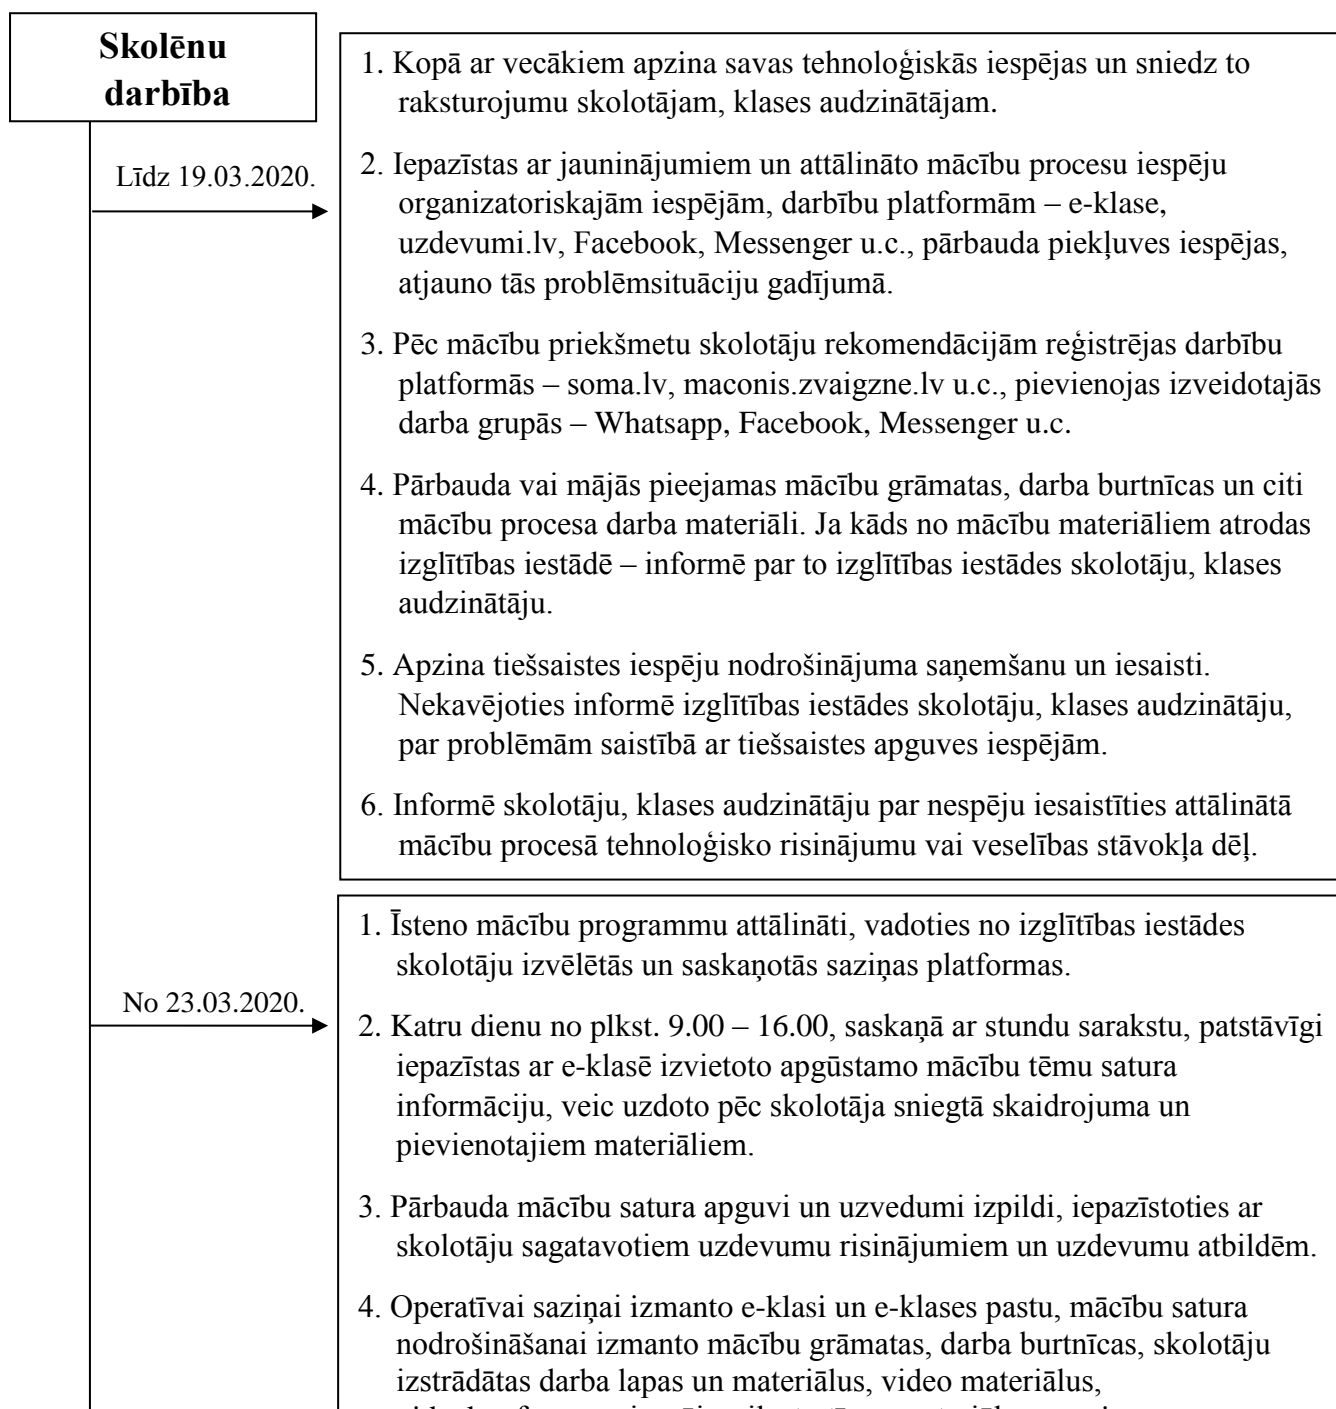 Skolēnu
darbība
Līdz 19.03.2020.
1. Kopā ar vecākiem apzina savas tehnoloģiskās iespējas un sniedz to
raksturojumu skolotājam, klases audzinātājam.
2. Iepazīstas ar jauninājumiem un attālināto mācību procesu iespēju
organizatoriskajām iespējām, darbību platformām – e-klase,
uzdevumi.lv, Facebook, Messenger u.c., pārbauda piekļuves iespējas,
atjauno tās problēmsituāciju gadījumā.
3. Pēc mācību priekšmetu skolotāju rekomendācijām reģistrējas darbību
platformās – soma.lv, maconis.zvaigzne.lv u.c., pievienojas izveidotajās
darba grupās – Whatsapp, Facebook, Messenger u.c.
4. Pārbauda vai mājās pieejamas mācību grāmatas, darba burtnīcas un citi
mācību procesa darba materiāli. Ja kāds no mācību materiāliem atrodas
izglītības iestādē – informē par to izglītības iestādes skolotāju, klases
audzinātāju.
5. Apzina tiešsaistes iespēju nodrošinājuma saņemšanu un iesaisti.
Nekavējoties informē izglītības iestādes skolotāju, klases audzinātāju,
par problēmām saistībā ar tiešsaistes apguves iespējām.
6. Informē skolotāju, klases audzinātāju par nespēju iesaistīties attālinātā
mācību procesā tehnoloģisko risinājumu vai veselības stāvokļa dēļ.
No 23.03.2020.
1. Īsteno mācību programmu attālināti, vadoties no izglītības iestādes
skolotāju izvēlētās un saskaņotās saziņas platformas.
2. Katru dienu no plkst. 9.00 – 16.00, saskaņā ar stundu sarakstu, patstāvīgi
iepazīstas ar e-klasē izvietoto apgūstamo mācību tēmu satura
informāciju, veic uzdoto pēc skolotāja sniegtā skaidrojuma un
pievienotajiem materiāliem.
3. Pārbauda mācību satura apguvi un uzvedumi izpildi, iepazīstoties ar
skolotāju sagatavotiem uzdevumu risinājumiem un uzdevumu atbildēm.
4. Operatīvai saziņai izmanto e-klasi un e-klases pastu, mācību satura
nodrošināšanai izmanto mācību grāmatas, darba burtnīcas, skolotāju
izstrādātas darba lapas un materiālus, video materiālus,